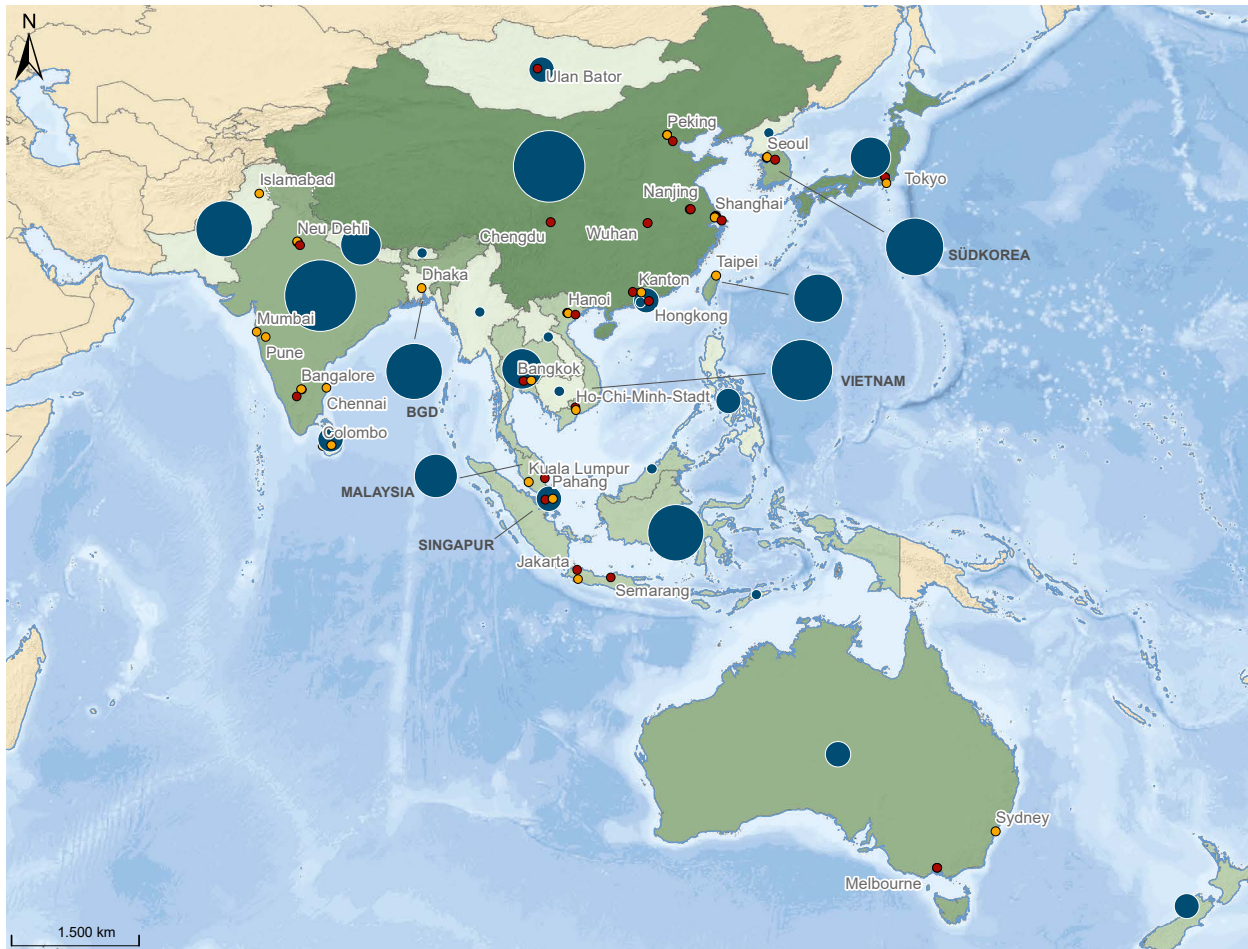 N
Ulan Bator
Peking
Seoul
Islamabad
Tokyo
Nanjing
Shanghai
Neu Dehli
Chengdu
Wuhan
SÜDKOREA
Taipei
Dhaka
Kanton
Hanoi
Hongkong
Mumbai
Pune
Bangkok
Bangalore
VIETNAM
Chennai
Ho-Chi-Minh-Stadt
BGD
Colombo
Kuala Lumpur
Pahang
MALAYSIA
SINGAPUR
Jakarta
Semarang
Sydney
Melbourne
1.500 km